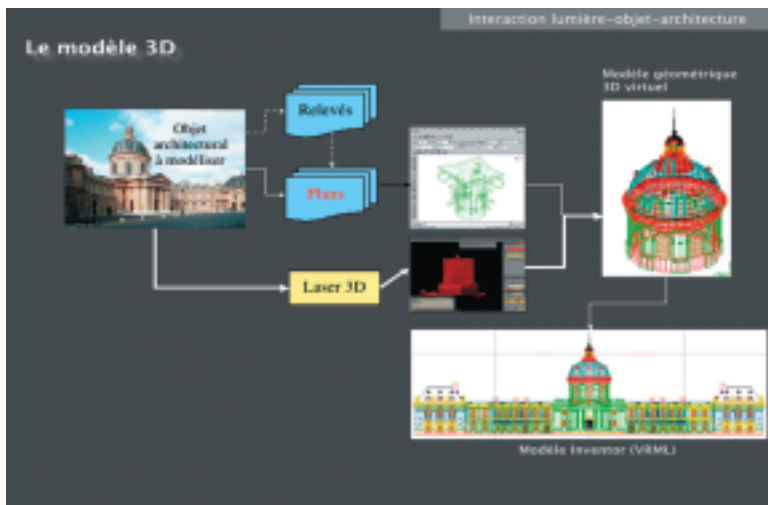 Interaction lumière-objet-architecture
Le modèle 3D
Modèle géométrique
3D virtuel
Relevés
Objet
architectural
à modéliser
Plans
Laser 3D
Modèle Inventor (VRML)